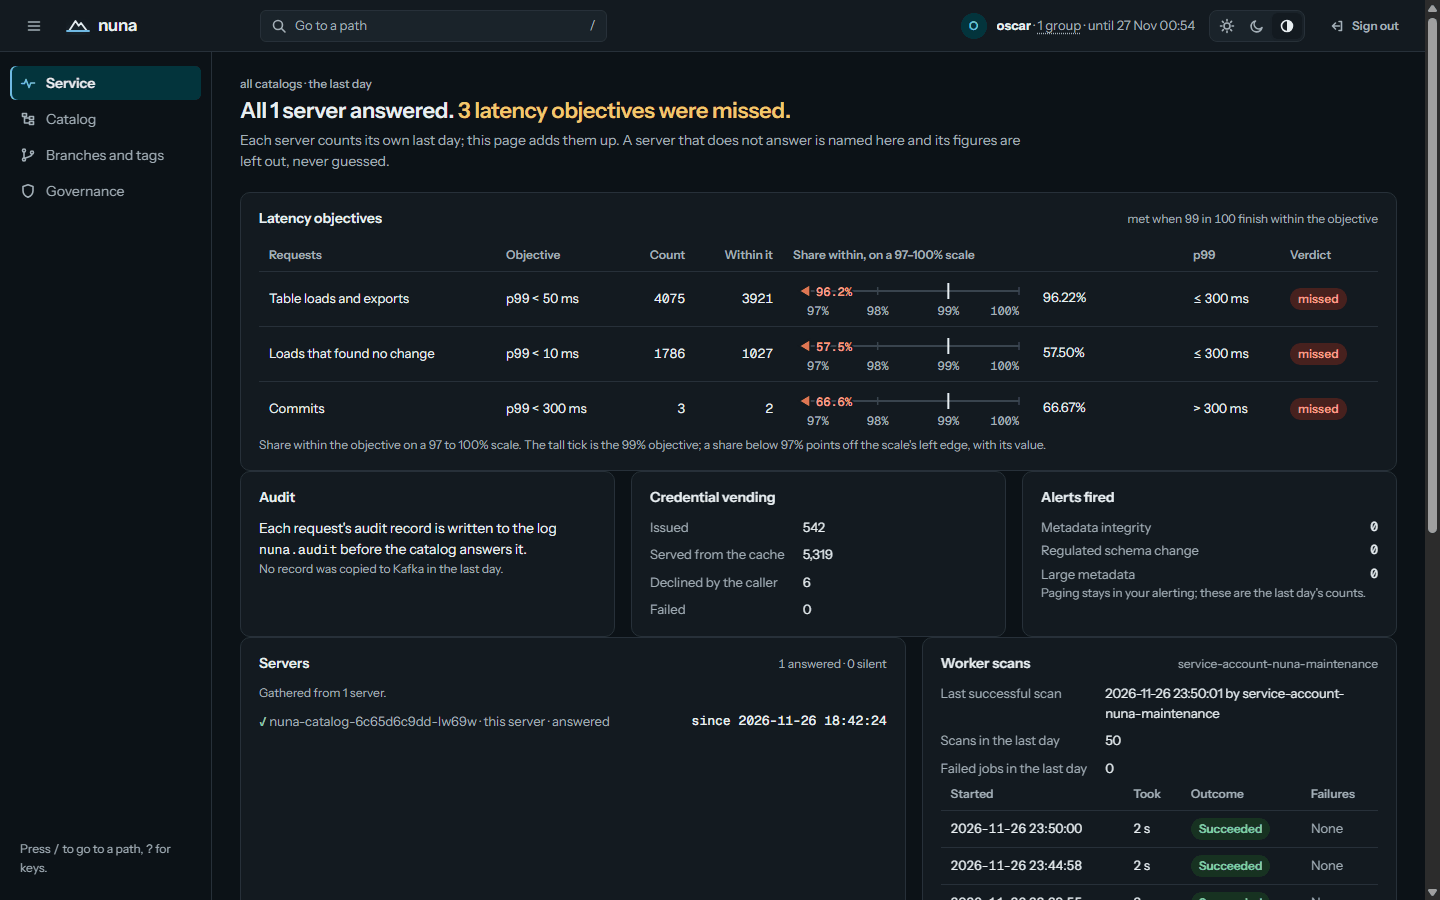 nuna
Go to a path /
O oscar · 1 group · until 27 Nov 00:54
Sign out
Service
Catalog
Branches and tags
Governance
Press / to go to a path, ? for
keys.
all catalogs · the last day
All 1 server answered. 3 latency objectives were missed.
Each server counts its own last day; this page adds them up. A server that does not answer is named here and its figures are
left out, never guessed.
Latency objectives
met when 99 in 100 finish within the objective
Requests Objective Count Within it Share within, on a 97–100% scale p99 Verdict
Table loads and exports p99 < 50 ms 4075 3921 96.2% 96.22% ≤ 300 ms missed
97% 98% 99% 100%
Loads that found no change p99 < 10 ms 1786 1027 57.5% 57.50% ≤ 300 ms missed
97% 98% 99% 100%
Commits p99 < 300 ms 3 2 66.6% 66.67% > 300 ms missed
97% 98% 99% 100%
Share within the objective on a 97 to 100% scale. The tall tick is the 99% objective; a share below 97% points off the scale's left edge, with its value.
Audit
Each request's audit record is written to the log
nuna.audit before the catalog answers it.
No record was copied to Kafka in the last day.
Credential vending
Issued 542
Served from the cache 5,319
Declined by the caller 6
Failed 0
Alerts fired
Metadata integrity 0
Regulated schema change 0
Large metadata 0
Paging stays in your alerting; these are the last day's counts.
Servers
1 answered · 0 silent
Gathered from 1 server.
✓ nuna-catalog-6c65d6c9dd-lw69w · this server · answered since 2026-11-26 18:42:24
Worker scans
service-account-nuna-maintenance
Last successful scan 2026-11-26 23:50:01 by service-account-
nuna-maintenance
Scans in the last day 50
Failed jobs in the last day 0
Started Took Outcome Failures
2026-11-26 23:50:00 2 s Succeeded None
2026-11-26 23:44:58 2 s Succeeded None